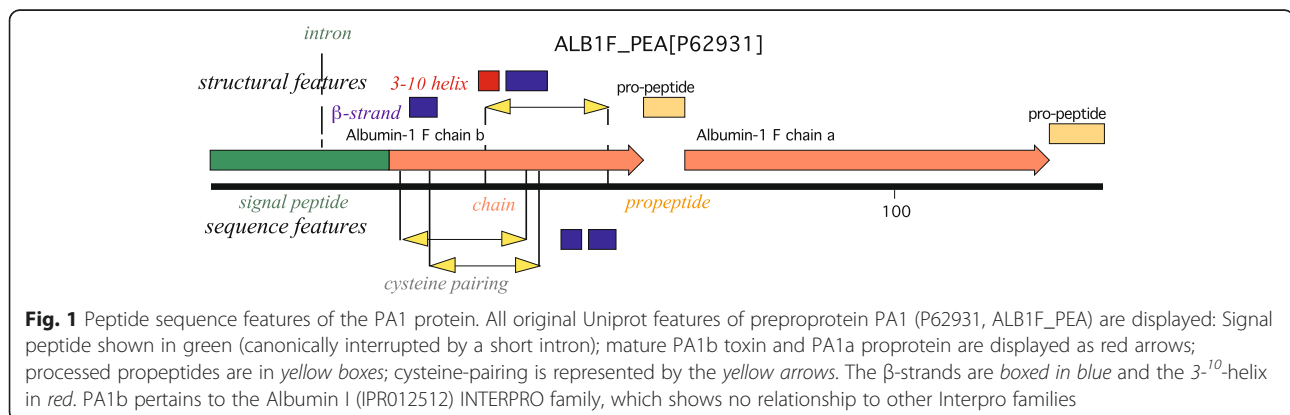 intron
ALB1F_PEA[P62931]
structural features
3-10 helix
pro-peptide
β-strand
pro-peptide
Albumin-1 F chain b
Albumin-1 F chain a
signal peptide
chain
propeptide
100
sequence features
cysteine pairing
Fig. 1 Peptide sequence features of the PA1 protein. All original Uniprot features of preproprotein PA1 (P62931, ALB1F_PEA) are displayed: Signal
peptide shown in green (canonically interrupted by a short intron); mature PA1b toxin and PA1a proprotein are displayed as red arrows;
processed propeptides are in yellow boxes; cysteine-pairing is represented by the yellow arrows. The β-strands are boxed in blue and the 3-¹⁰-helix
in red. PA1b pertains to the Albumin I (IPR012512) INTERPRO family, which shows no relationship to other Interpro families